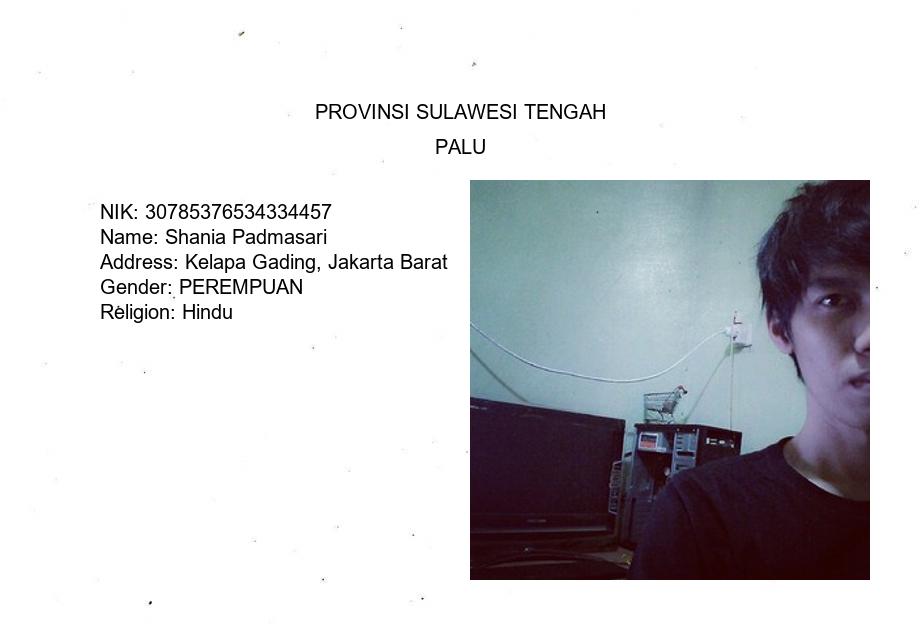 PROVINSI SULAWESI TENGAH
PALU
NIK: 30785376534334457
Name: Shania Padmasari
Address: Kelapa Gading, Jakarta Barat
Gender: PEREMPUAN
Religion: Hindu